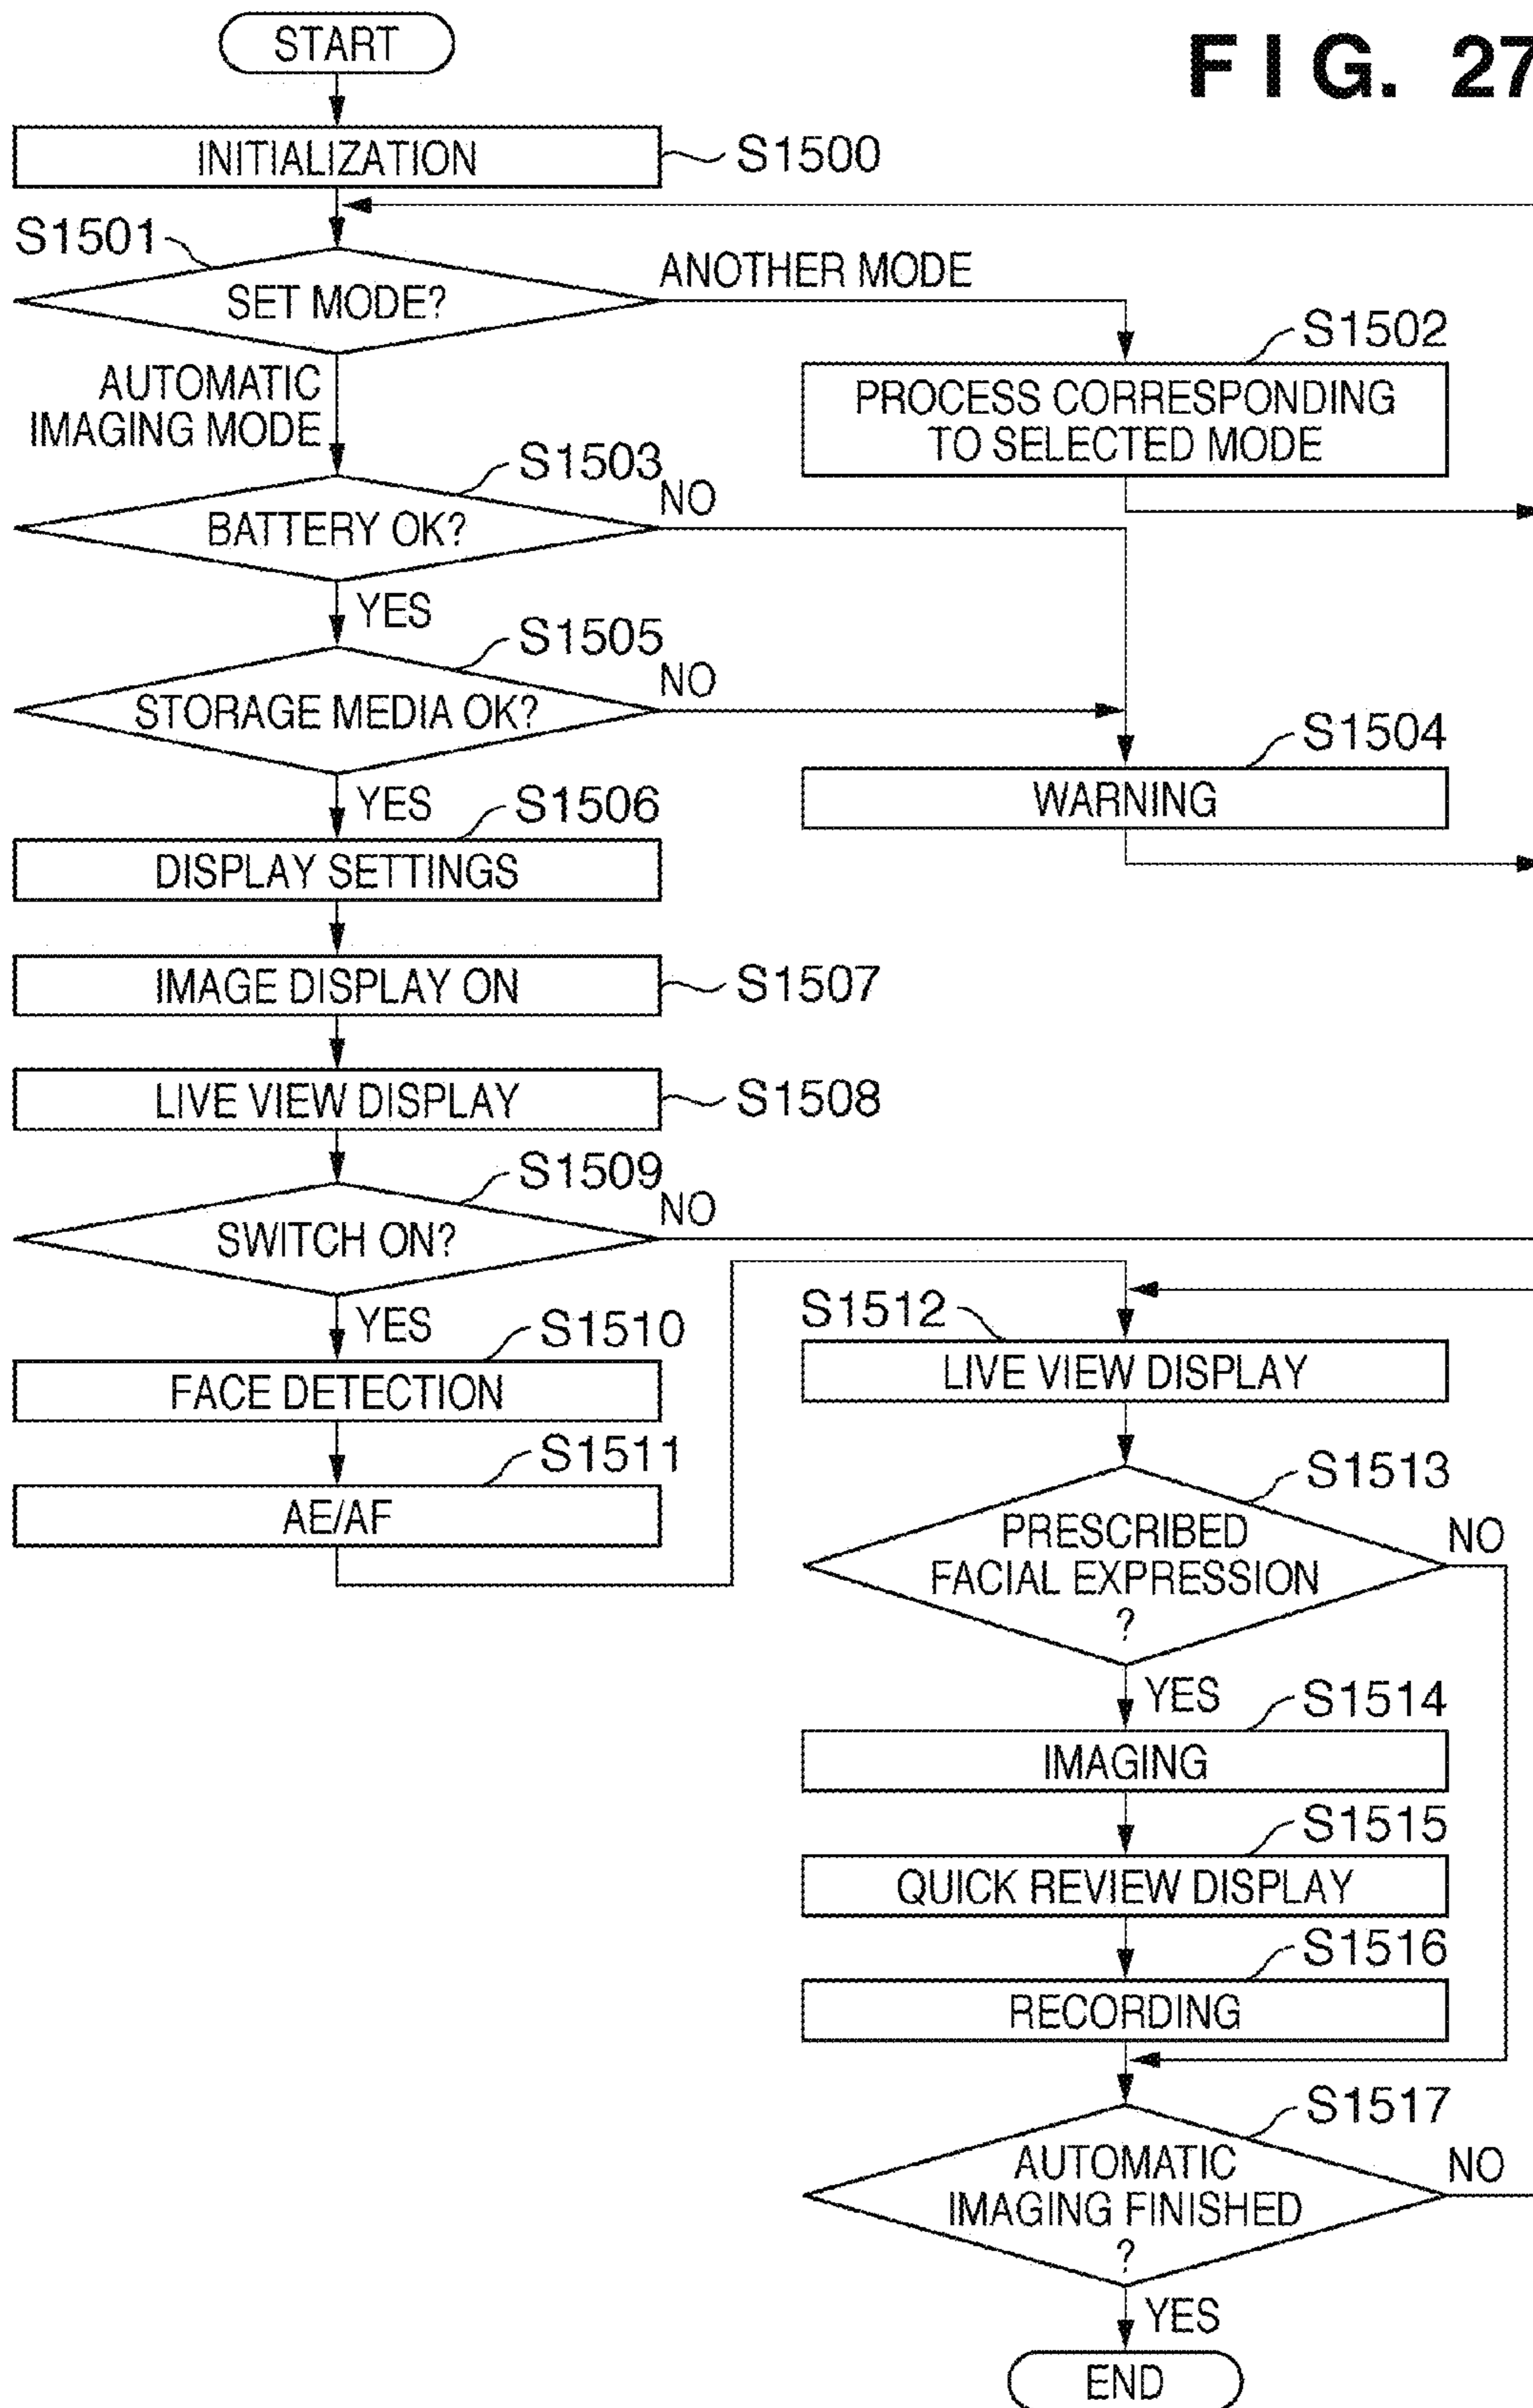 FIG. 27
START
INITIALIZATION
S1500
S1501
SET MODE?
ANOTHER MODE
S1502
PROCESS CORRESPONDING
TO SELECTED MODE
AUTOMATIC
IMAGING MODE
S1503
BATTERY OK?
NO
YES
S1505
STORAGE MEDIA OK?
NO
S1504
WARNING
YES
S1506
DISPLAY SETTINGS
IMAGE DISPLAY ON
S1507
LIVE VIEW DISPLAY
S1508
S1509
SWITCH ON?
NO
YES
S1510
FACE DETECTION
S1511
AE/AF
S1512
LIVE VIEW DISPLAY
S1513
PRESCRIBED
FACIAL EXPRESSION
?
NO
YES
S1514
IMAGING
S1515
QUICK REVIEW DISPLAY
S1516
RECORDING
S1517
AUTOMATIC
IMAGING FINISHED
?
NO
YES
END